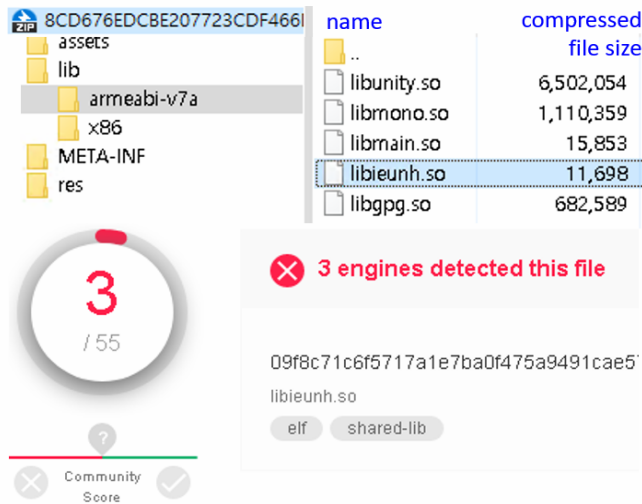 ZIP
8CD676EDCBE207723CDF466
assets
lib
armeabi-v7a
x86
META-INF
res
name
compressed
file size
..
libunity.so 6,502,054
libmono.so 1,110,359
libmain.so 15,853
libieunh.so 11,698
libgpg.so 682,589
3
/ 55
?
Community
Score
3 engines detected this file
09f8c71c6f5717a1e7ba0f475a9491cae5
libieunh.so
elf shared-lib